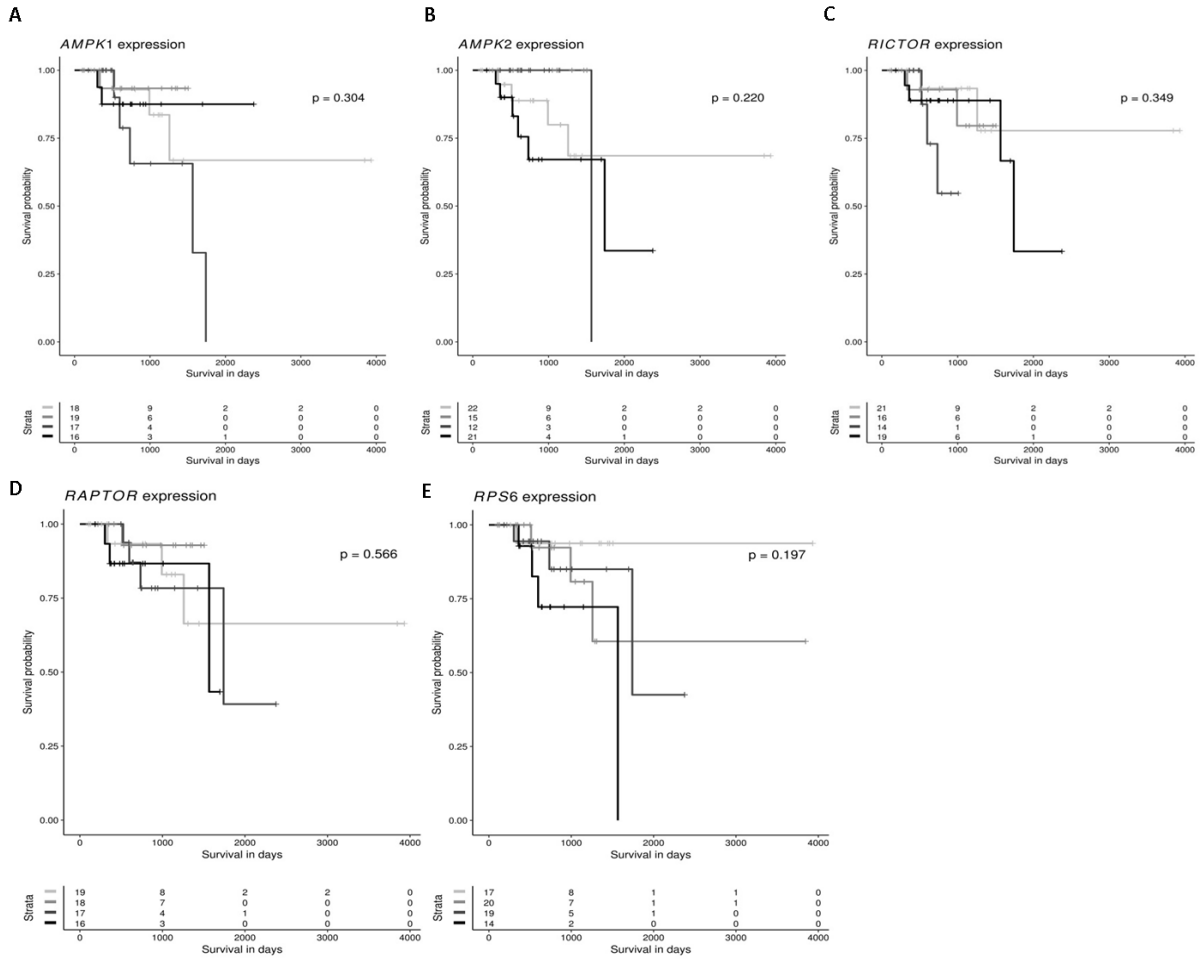 A
AMPK1 expression
1.00
0.75
0.50
0.25
0.00
Survival probability
p = 0.304
0 1000 2000 3000 4000
Survival in days
Strata
18 9 2 2 0
19 6 0 0 0
17 4 0 0 0
16 3 1 0 0
0 1000 2000 3000 4000
Survival in days
B
AMPK2 expression
1.00
0.75
0.50
0.25
0.00
Survival probability
p = 0.220
0 1000 2000 3000 4000
Survival in days
Strata
22 9 2 2 0
15 6 0 0 0
12 3 0 0 0
21 4 1 0 0
0 1000 2000 3000 4000
Survival in days
C
RICTOR expression
1.00
0.75
0.50
0.25
0.00
Survival probability
p = 0.349
0 1000 2000 3000 4000
Survival in days
Strata
21 9 2 2 0
16 6 0 0 0
14 1 0 0 0
19 6 1 0 0
0 1000 2000 3000 4000
Survival in days
D
RAPTOR expression
1.00
0.75
0.50
0.25
0.00
Survival probability
p = 0.566
0 1000 2000 3000 4000
Survival in days
Strata
19 8 2 2 0
18 7 0 0 0
17 4 1 0 0
16 3 0 0 0
0 1000 2000 3000 4000
Survival in days
E
RPS6 expression
1.00
0.75
0.50
0.25
0.00
Survival probability
p = 0.197
0 1000 2000 3000 4000
Survival in days
Strata
17 8 1 1 0
20 7 1 1 0
19 5 1 0 0
14 2 0 0 0
0 1000 2000 3000 4000
Survival in days